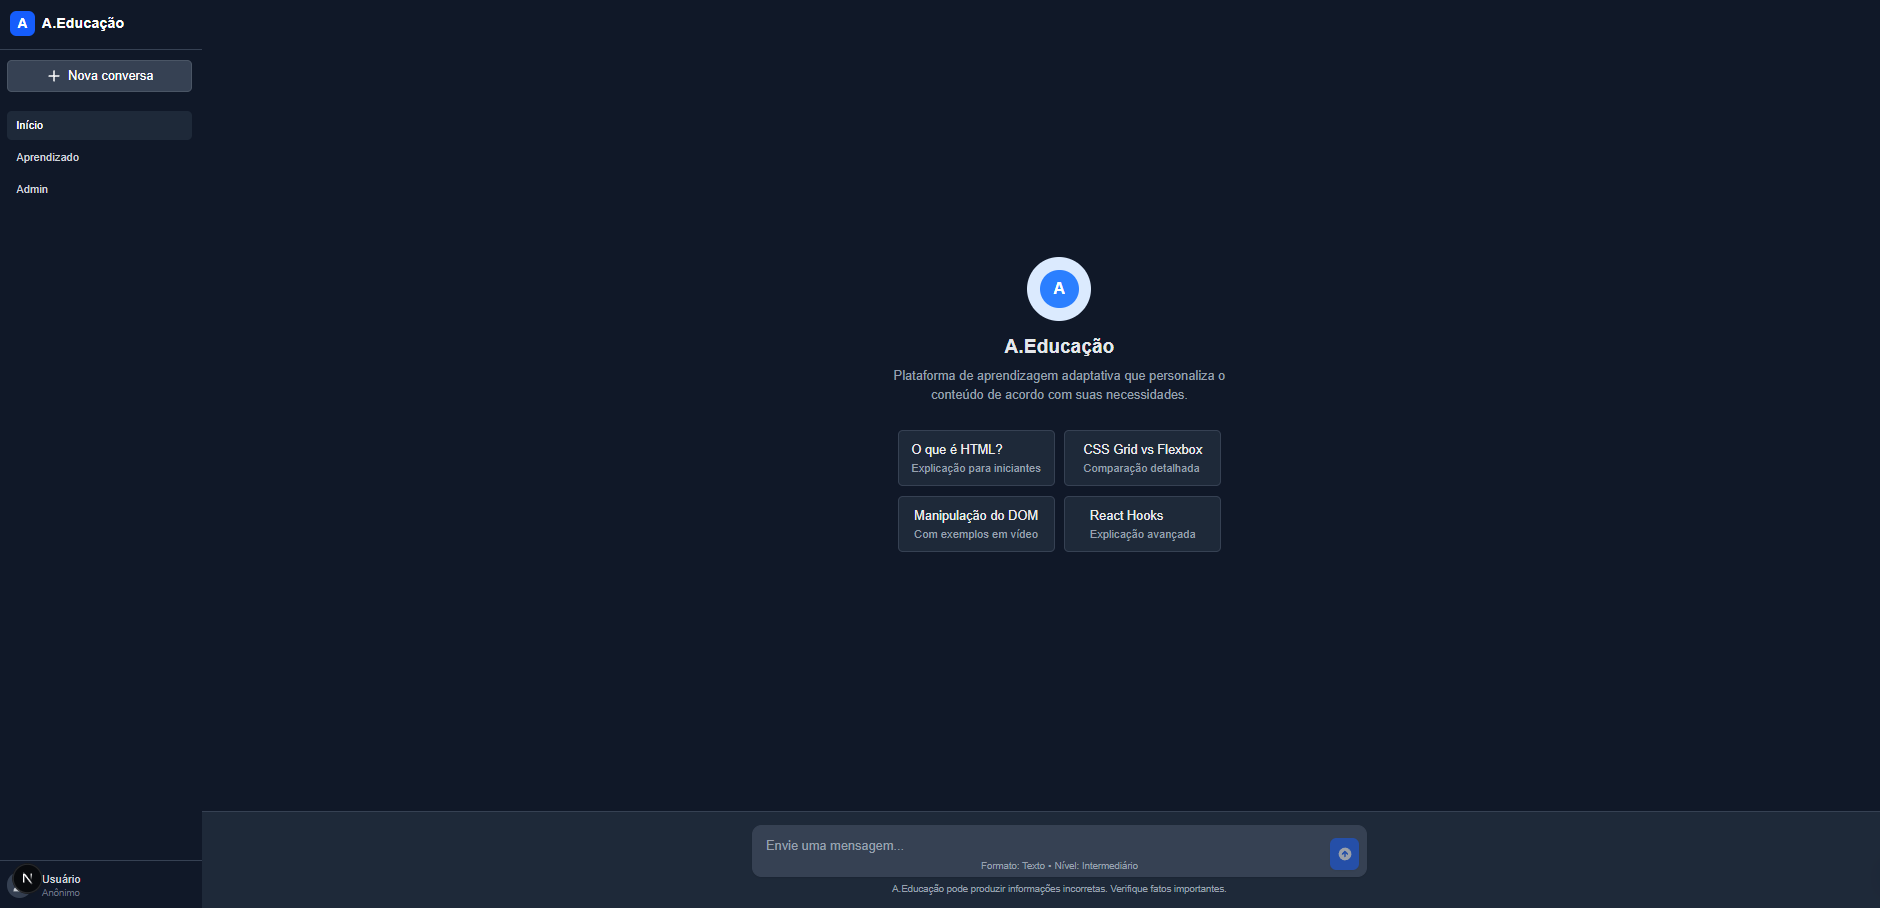 A A.Educação
+ Nova conversa
Início
Aprendizado
Admin
A
A.Educação
Plataforma de aprendizagem adaptativa que personaliza o
conteúdo de acordo com suas necessidades.
O que é HTML?
Explicação para iniciantes
CSS Grid vs Flexbox
Comparação detalhada
Manipulação do DOM
Com exemplos em vídeo
React Hooks
Explicação avançada
Envie uma mensagem...
Formato: Texto • Nível: Intermediário
A.Educação pode produzir informações incorretas. Verifique fatos importantes.
N
Usuário
Anônimo